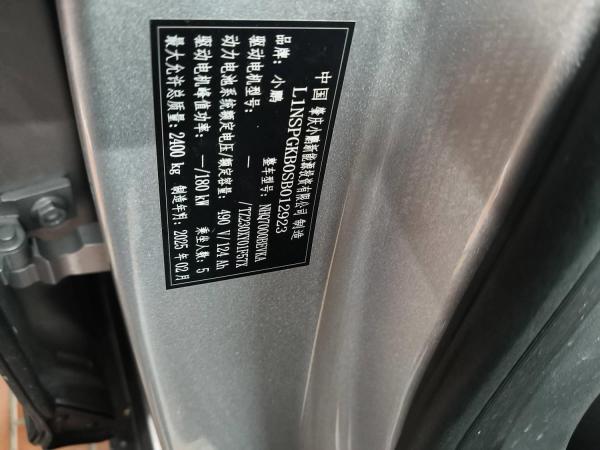 中国 肇庆小鹏新能源投资有限公司 制造
L1NSPGKB0SB012923
品牌：小鹏 整车型号：NHQ7000BEVKA
驱动电机型号：—/TZ230XY01F57X
动力电池系统额定电压/额定容量：490 V/124 Ah
驱动电机峰值功率：—/180 kW 乘坐人数：5
最大允许总质量：2400 kg 制造年月：2025 年 02 月